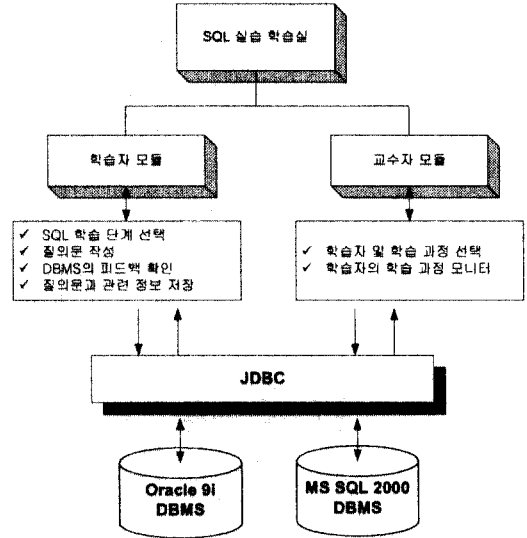 SQL 실습 학습실
학습자 모듈
교수자 모듈
✓ SQL 학습 단계 선택
✓ 질의문 작성
✓ DBMS의 피드백 확인
✓ 질의문과 관련 정보 저장
✓ 학습자 및 학습 과정 선택
✓ 학습자의 학습 과정 모니터
JDBC
Oracle 9i
DBMS
MS SQL 2000
DBMS